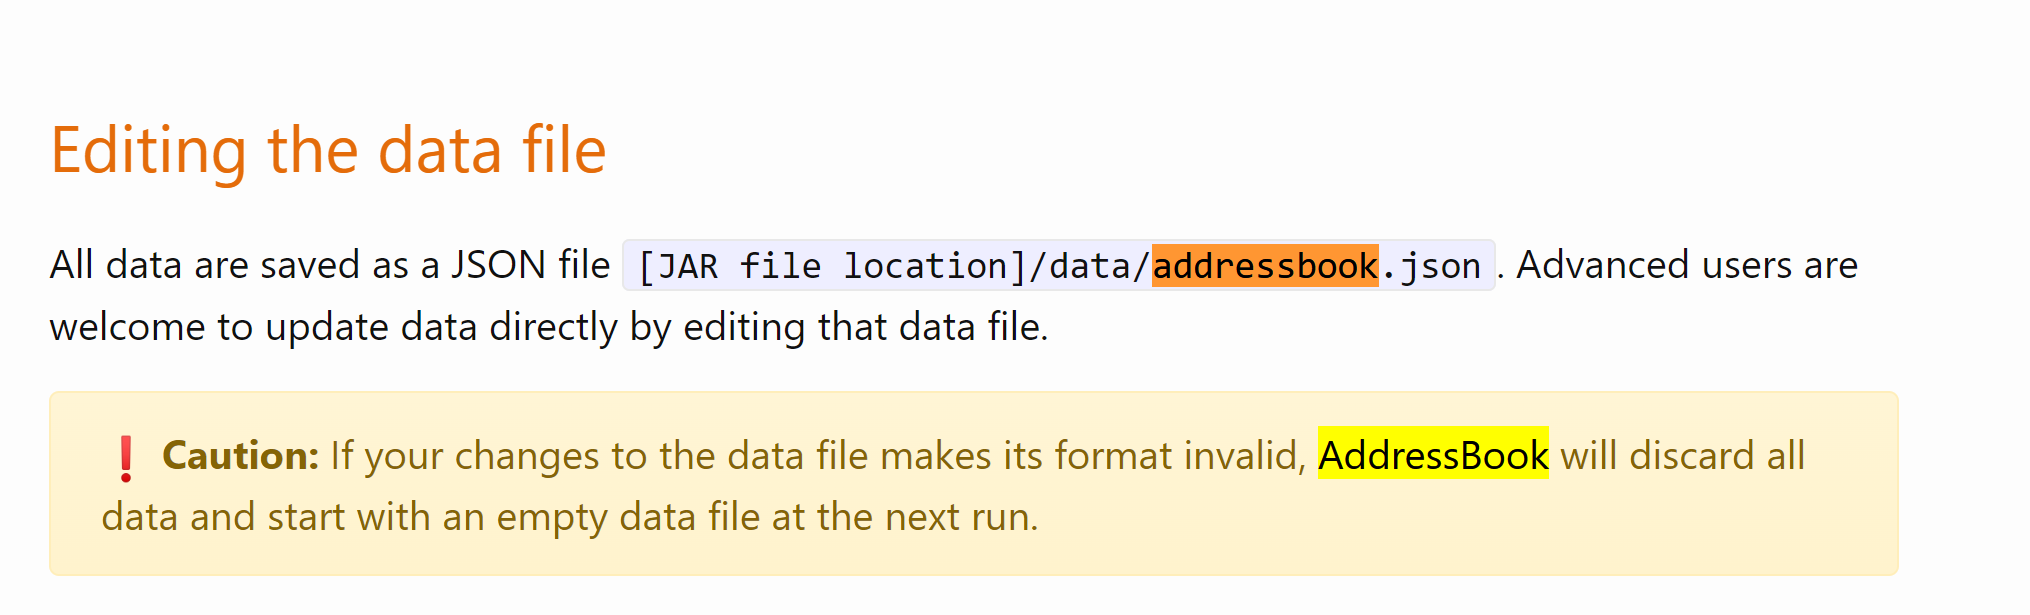 Editing the data file
All data are saved as a JSON file [JAR file location]/data/addressbook.json. Advanced users are
welcome to update data directly by editing that data file.
❗ Caution: If your changes to the data file makes its format invalid, AddressBook will discard all
data and start with an empty data file at the next run.